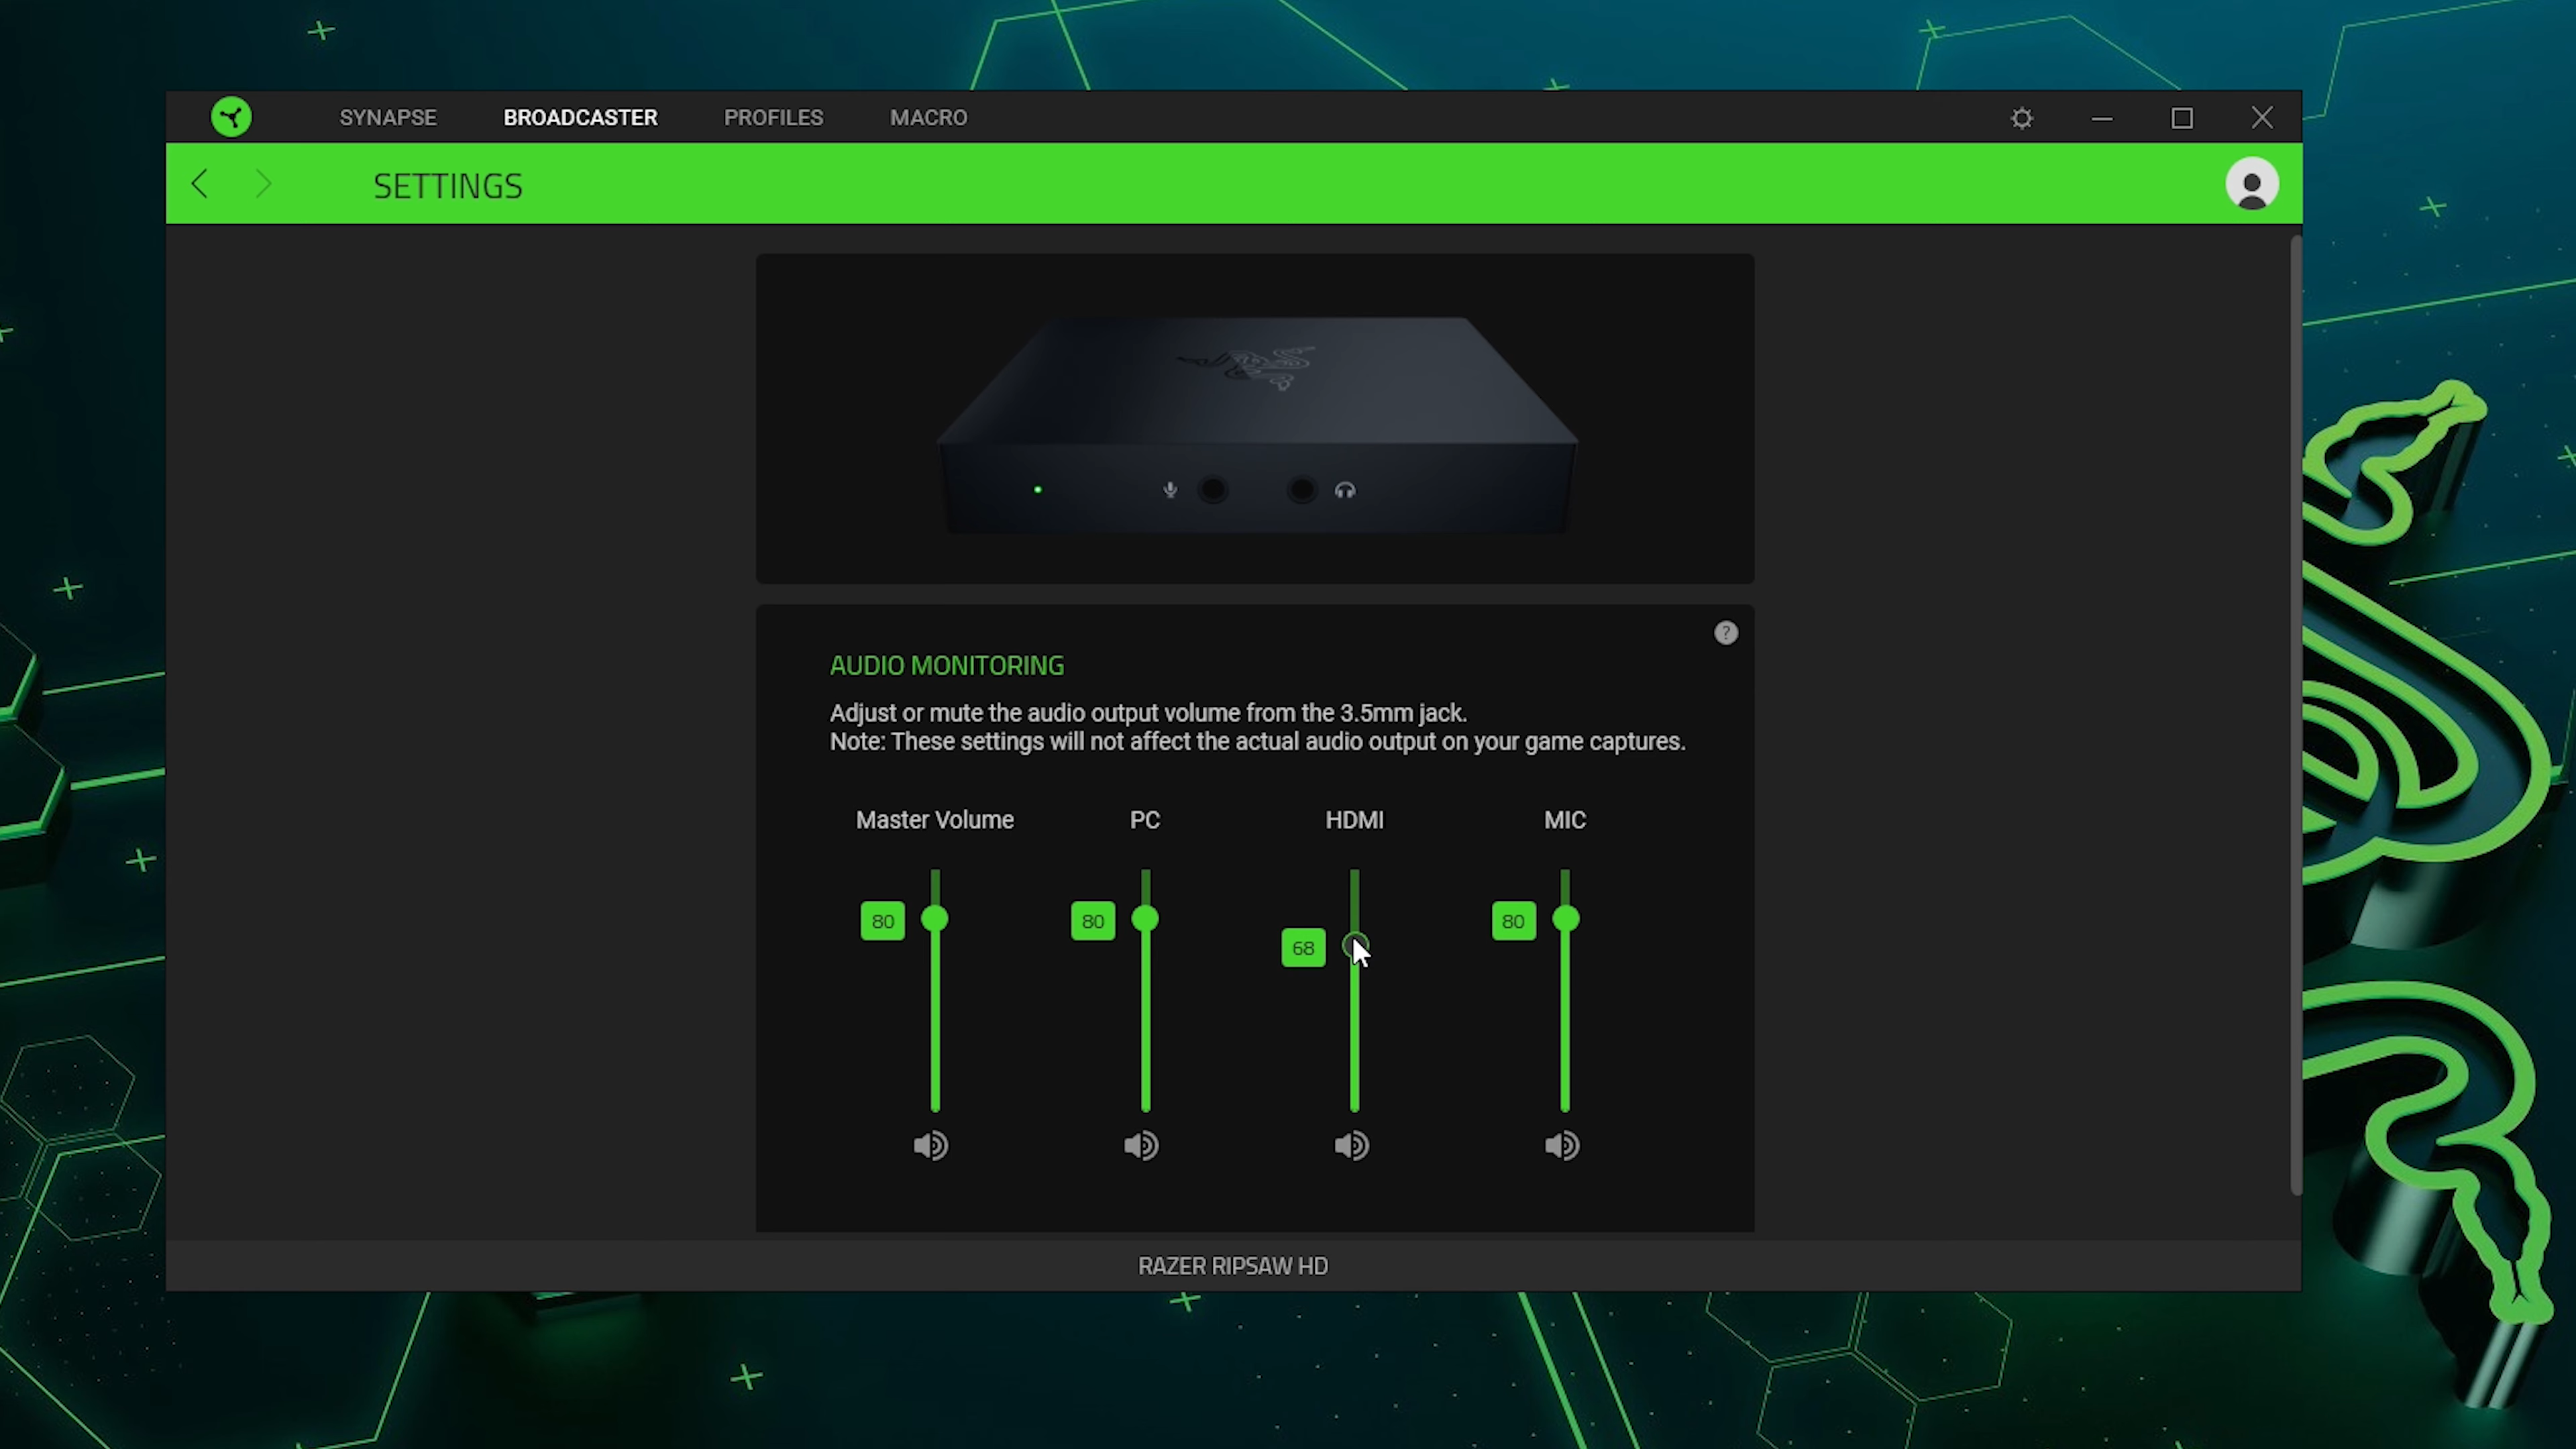 SYNAPSE BROADCASTER PROFILES MACRO
SETTINGS
?
AUDIO MONITORING
Adjust or mute the audio output volume from the 3.5mm jack.
Note: These settings will not affect the actual audio output on your game captures.
Master Volume PC HDMI MIC
80 80 68 80
RAZER RIPSAW HD